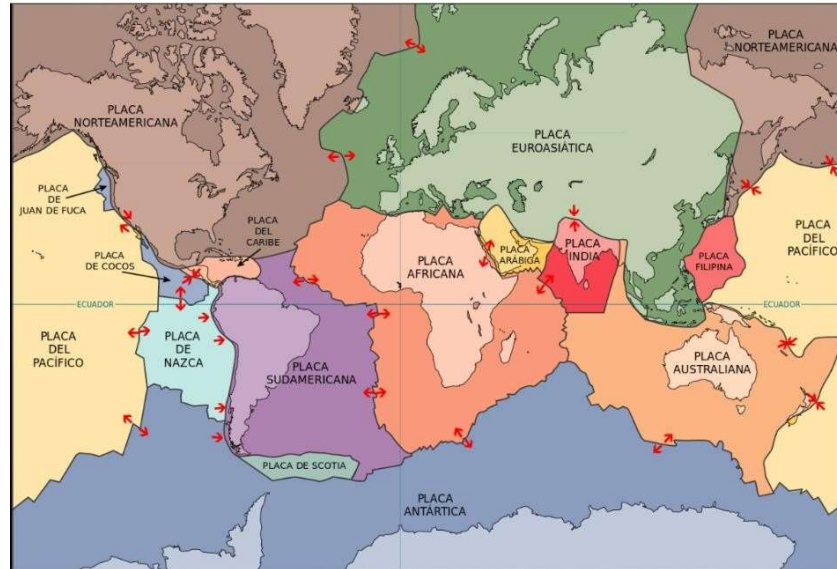 PLACA
NORTEAMERICANA
PLACA
NORTEAMERICANA
PLACA
EUROASIÁTICA
PLACA
DE
JUAN DE FUCA
PLACA
DEL
CARIBE
PLACA
DE COCOS
PLACA
AFRICANA
PLACA
ARÁBIGA
PLACA
INDIA
PLACA
FILIPINA
PLACA
DEL
PACÍFICO
ECUADOR
ECUADOR
PLACA
DEL
PACÍFICO
PLACA
DE
NAZCA
PLACA
SUDAMERICANA
PLACA
AUSTRALIANA
PLACA DE SCOTIA
PLACA
ANTÁRTICA